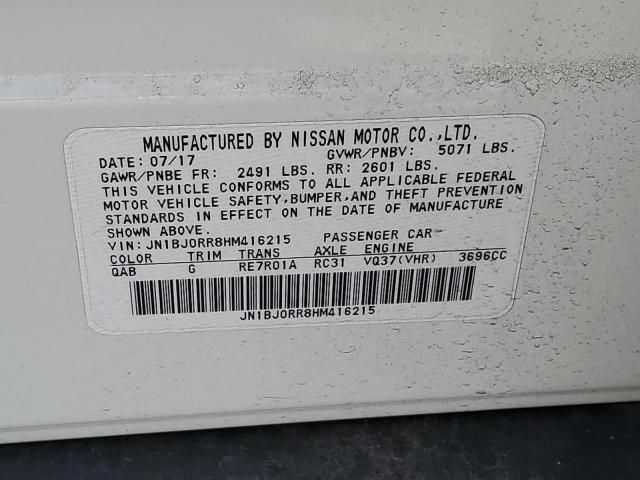 MANUFACTURED BY NISSAN MOTOR CO.,LTD.
DATE: 07/17 GVWR/PNBV: 5071 LBS.
GAWR/PNBE FR: 2491 LBS. RR: 2601 LBS.
THIS VEHICLE CONFORMS TO ALL APPLICABLE FEDERAL
MOTOR VEHICLE SAFETY,BUMPER,AND THEFT PREVENTION
STANDARDS IN EFFECT ON THE DATE OF MANUFACTURE
SHOWN ABOVE.
VIN: JN1BJ0RR8HM416215 PASSENGER CAR
COLOR TRIM TRANS AXLE ENGINE
QAB G RE7R01A RC31 VQ37(VHR) 3696CC
JN1BJ0RR8HM416215